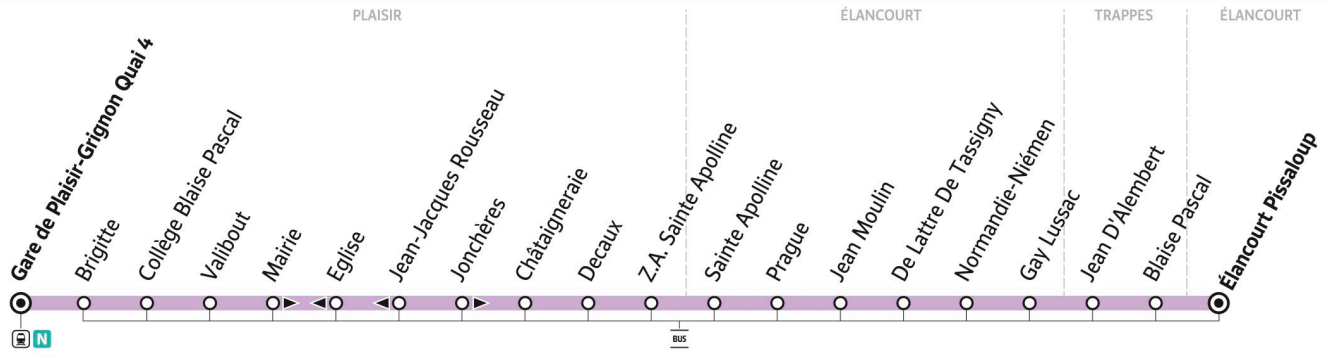 PLAISIR
ÉLANCOURT
TRAPPES
ÉLANCOURT
Gare de Plaisir-Grignon Quai 4
Brigitte
Collège Blaise Pascal
Valibout
Mairie
Eglise
Jean-Jacques Rousseau
Jonchères
Châtaigneraie
Decaux
Z.A. Sainte Apolline
Sainte Apolline
Prague
Jean Moulin
De Lattre De Tassigny
Normandie-Niémen
Gay Lussac
Jean D'Alembert
Blaise Pascal
Élancourt Pissaloup
N
BUS